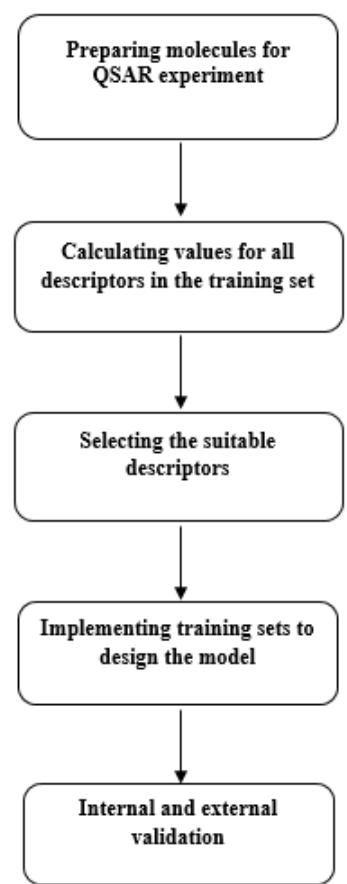 Preparing molecules for
QSAR experiment
Calculating values for all
descriptors in the training set
Selecting the suitable
descriptors
Implementing training sets to
design the model
Internal and external
validation